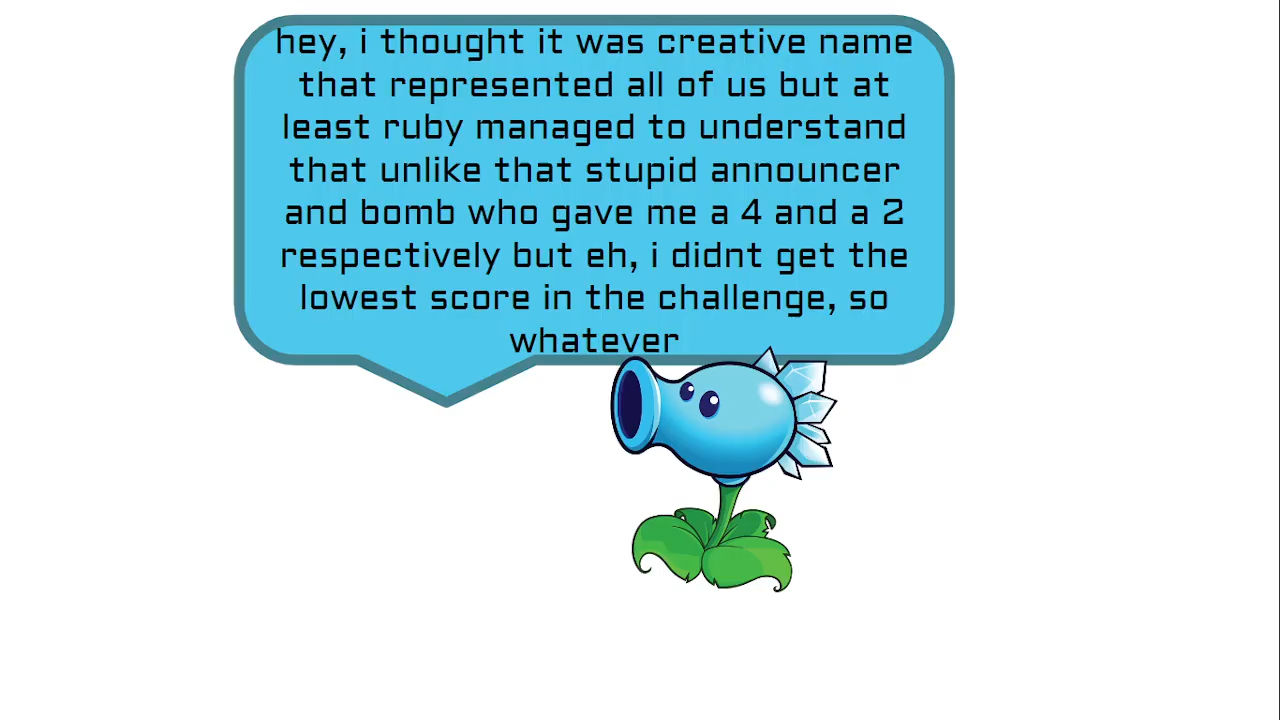 hey, i thought it was creative name
that represented all of us but at
least ruby managed to understand
that unlike that stupid announcer
and bomb who gave me a 4 and a 2
respectively but eh, i didnt get the
lowest score in the challenge, so
whatever